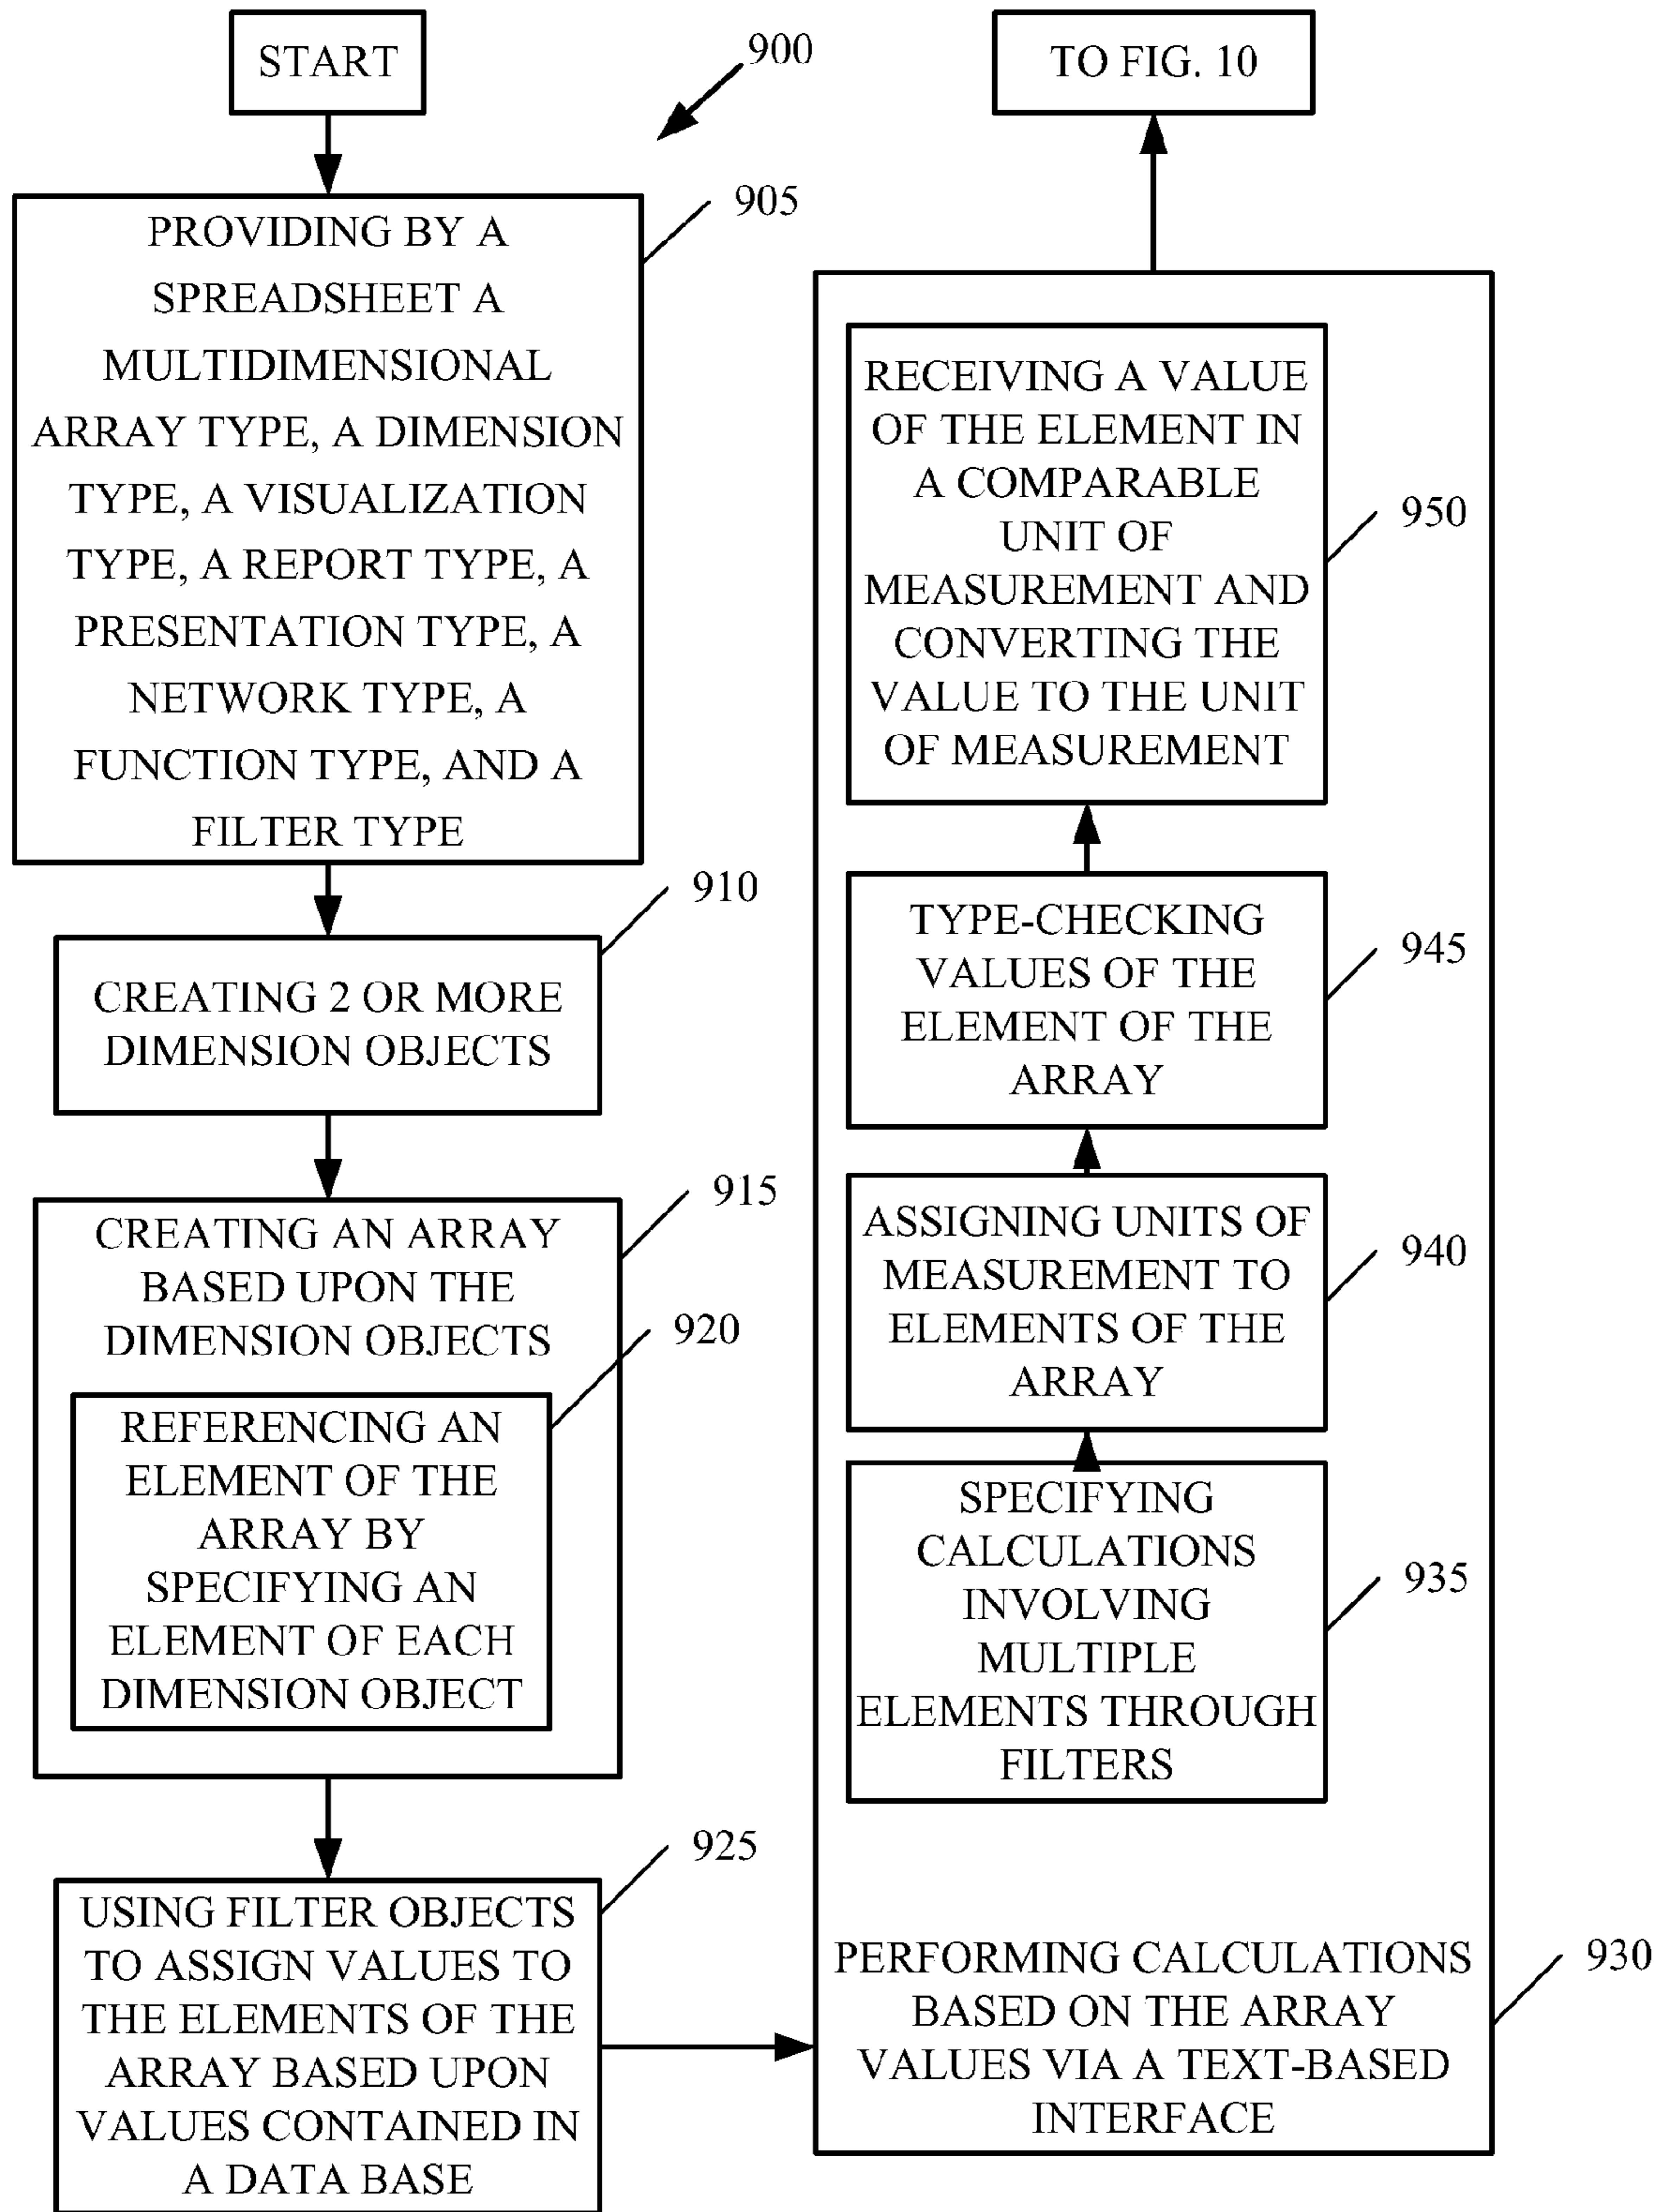 START
900
905
PROVIDING BY A
SPREADSHEET A
MULTIDIMENSIONAL
ARRAY TYPE, A DIMENSION
TYPE, A VISUALIZATION
TYPE, A REPORT TYPE, A
PRESENTATION TYPE, A
NETWORK TYPE, A
FUNCTION TYPE, AND A
FILTER TYPE
910
CREATING 2 OR MORE
DIMENSION OBJECTS
915
CREATING AN ARRAY
BASED UPON THE
DIMENSION OBJECTS
920
REFERENCING AN
ELEMENT OF THE
ARRAY BY
SPECIFYING AN
ELEMENT OF EACH
DIMENSION OBJECT
925
USING FILTER OBJECTS
TO ASSIGN VALUES TO
THE ELEMENTS OF THE
ARRAY BASED UPON
VALUES CONTAINED IN
A DATA BASE
TO FIG. 10
RECEIVING A VALUE
OF THE ELEMENT IN
A COMPARABLE
UNIT OF
MEASUREMENT AND
CONVERTING THE
VALUE TO THE UNIT
OF MEASUREMENT
950
TYPE-CHECKING
VALUES OF THE
ELEMENT OF THE
ARRAY
945
ASSIGNING UNITS OF
MEASUREMENT TO
ELEMENTS OF THE
ARRAY
940
SPECIFYING
CALCULATIONS
INVOLVING
MULTIPLE
ELEMENTS THROUGH
FILTERS
935
PERFORMING CALCULATIONS
BASED ON THE ARRAY
VALUES VIA A TEXT-BASED
INTERFACE
930